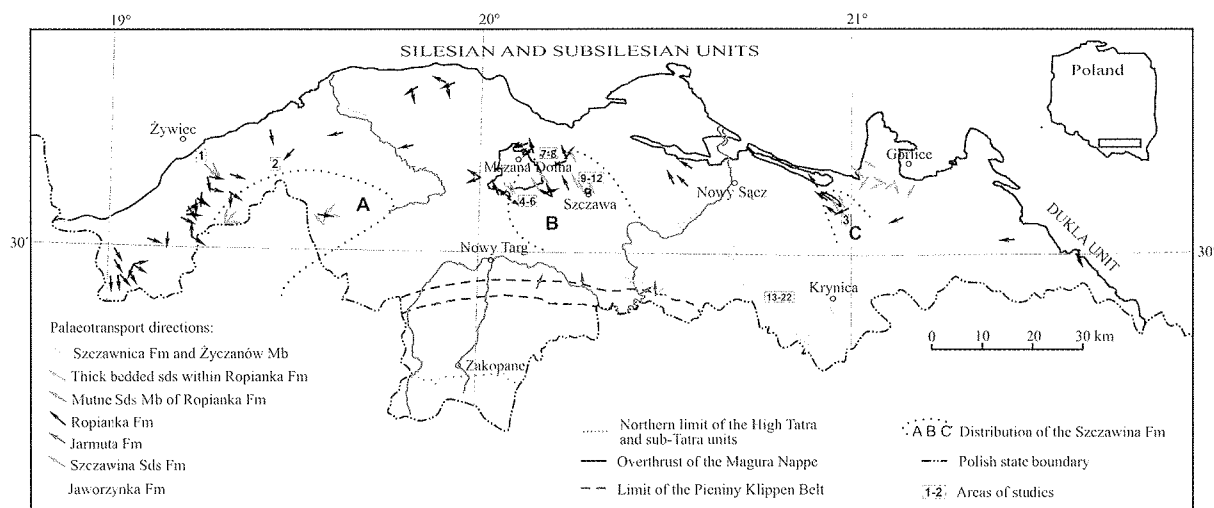 19° 20° 21°
SILESIAN AND SUBSILESIAN UNITS
Poland
Żywiec
1
2
7-8
Mszana Dolna
9-12
Szczawa
4-6
Gorlice
Nowy Sącz
A
B
3
C
DUKLA UNIT
30´
30
Nowy Targ
13-22
Krynica
0 10 20 30 km
Zakopane
Palaeotransport directions:
Szczawnica Fm and Życzanów Mb
Thick bedded sds within Ropianka Fm
Mutne Sds Mb of Ropianka Fm
Ropianka Fm
Jarmuta Fm
Szczawina Sds Fm
Jaworzynka Fm
Northern limit of the High Tatra
and sub-Tatra units
Overthrust of the Magura Nappe
Limit of the Pieniny Klippen Belt
A B C Distribution of the Szczawina Fm
Polish state boundary
1-2 Areas of studies